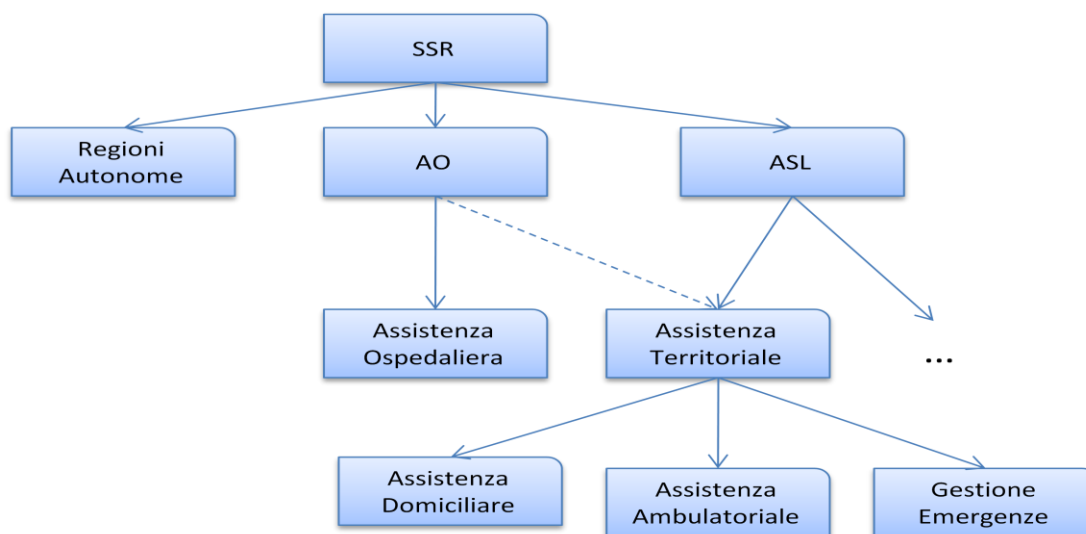 SSR
Regioni
Autonome
AO
ASL
Assistenza
Ospedaliera
Assistenza
Territoriale
...
Assistenza
Domiciliare
Assistenza
Ambulatoriale
Gestione
Emergenze